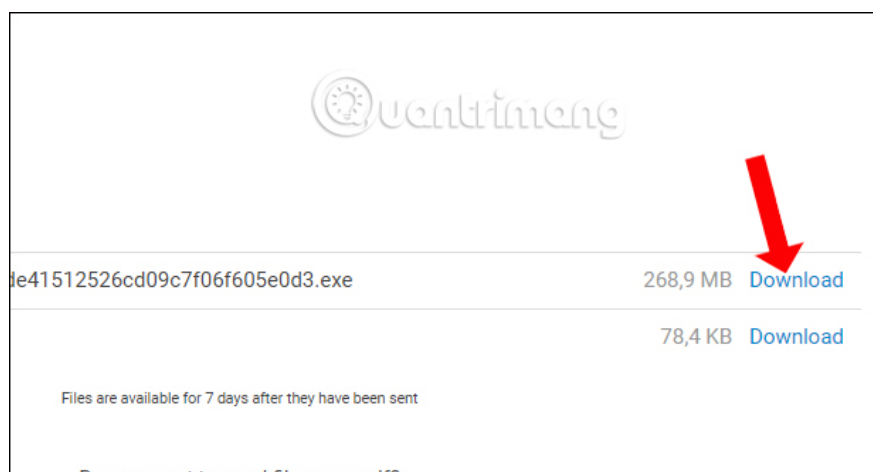 Quantrimang
de41512526cd09c7f06f605e0d3.exe 268,9 MB Download
78,4 KB Download
Files are available for 7 days after they have been sent